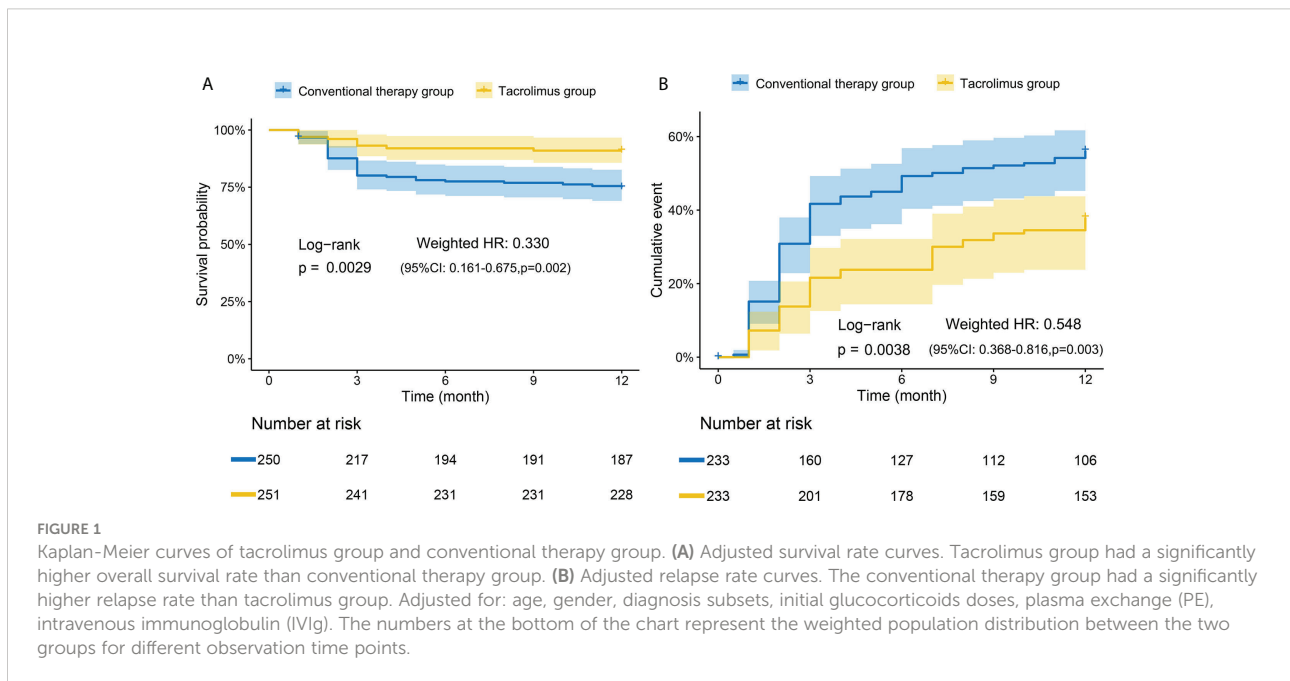 A
Conventional therapy group
Tacrolimus group
100%
75%
50%
25%
0%
Survival probability
Log−rank
p = 0.0029
Weighted HR: 0.330
(95%CI: 0.161-0.675,p=0.002)
0 3 6 9 12
Time (month)
Number at risk
250 217 194 191 187
251 241 231 231 228
B
Conventional therapy group
Tacrolimus group
60%
40%
20%
0%
Cumulative event
Log−rank
p = 0.0038
Weighted HR: 0.548
(95%CI: 0.368-0.816,p=0.003)
0 3 6 9 12
Time (month)
Number at risk
233 160 127 112 106
233 201 178 159 153
FIGURE 1
Kaplan-Meier curves of tacrolimus group and conventional therapy group. (A) Adjusted survival rate curves. Tacrolimus group had a significantly
higher overall survival rate than conventional therapy group. (B) Adjusted relapse rate curves. The conventional therapy group had a significantly
higher relapse rate than tacrolimus group. Adjusted for: age, gender, diagnosis subsets, initial glucocorticoids doses, plasma exchange (PE),
intravenous immunoglobulin (IVIg). The numbers at the bottom of the chart represent the weighted population distribution between the two
groups for different observation time points.